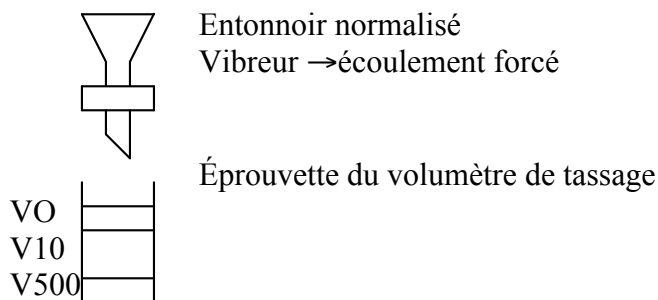 Entonnoir normalisé
Vibreur →écoulement forcé
Éprouvette du volumètre de tassage
VO
V10
V500